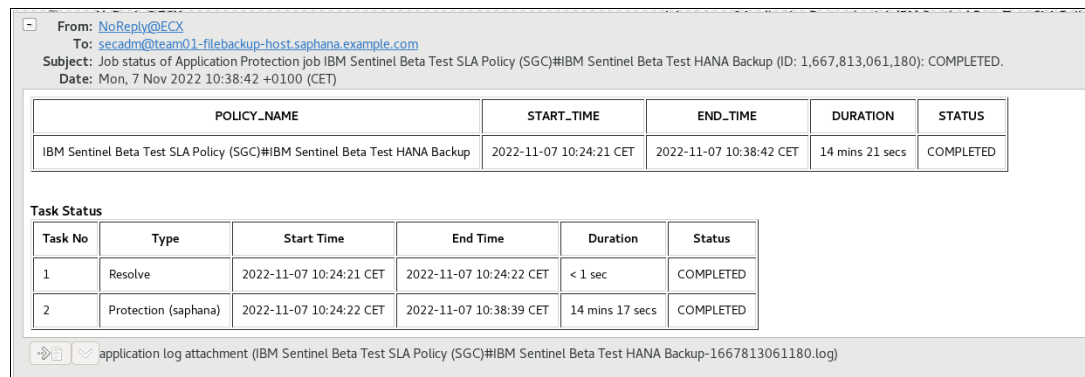 From: NoReply@ECX
To: secadm@team01-filebackup-host.saphana.example.com
Subject: Job status of Application Protection job IBM Sentinel Beta Test SLA Policy (SGC)#IBM Sentinel Beta Test HANA Backup (ID: 1,667,813,061,180): COMPLETED.
Date: Mon, 7 Nov 2022 10:38:42 +0100 (CET)
POLICY_NAME START_TIME END_TIME DURATION STATUS
IBM Sentinel Beta Test SLA Policy (SGC)#IBM Sentinel Beta Test HANA Backup 2022-11-07 10:24:21 CET 2022-11-07 10:38:42 CET 14 mins 21 secs COMPLETED
Task Status
Task No Type Start Time End Time Duration Status
1 Resolve 2022-11-07 10:24:21 CET 2022-11-07 10:24:22 CET < 1 sec COMPLETED
2 Protection (saphana) 2022-11-07 10:24:22 CET 2022-11-07 10:38:39 CET 14 mins 17 secs COMPLETED
application log attachment (IBM Sentinel Beta Test SLA Policy (SGC)#IBM Sentinel Beta Test HANA Backup-1667813061180.log)